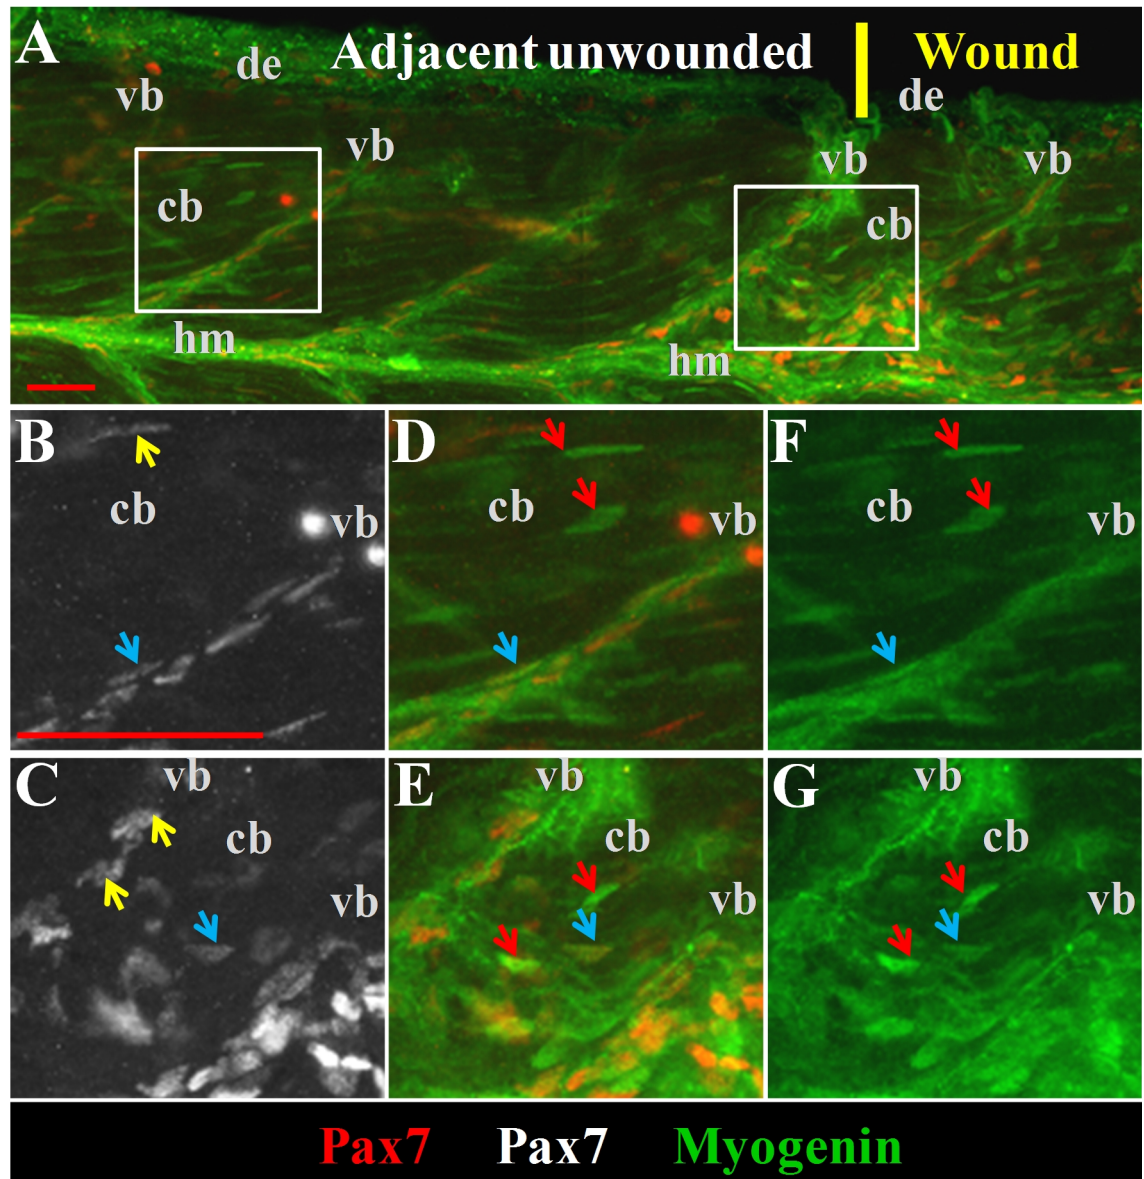 A Adjacent unwounded Wound
de de
vb vb vb vb
cb cb
hm hm
B D F
cb vb cb vb cb vb
C E G
vb vb vb
cb cb cb
vb vb vb
Pax7 Pax7 Myogenin